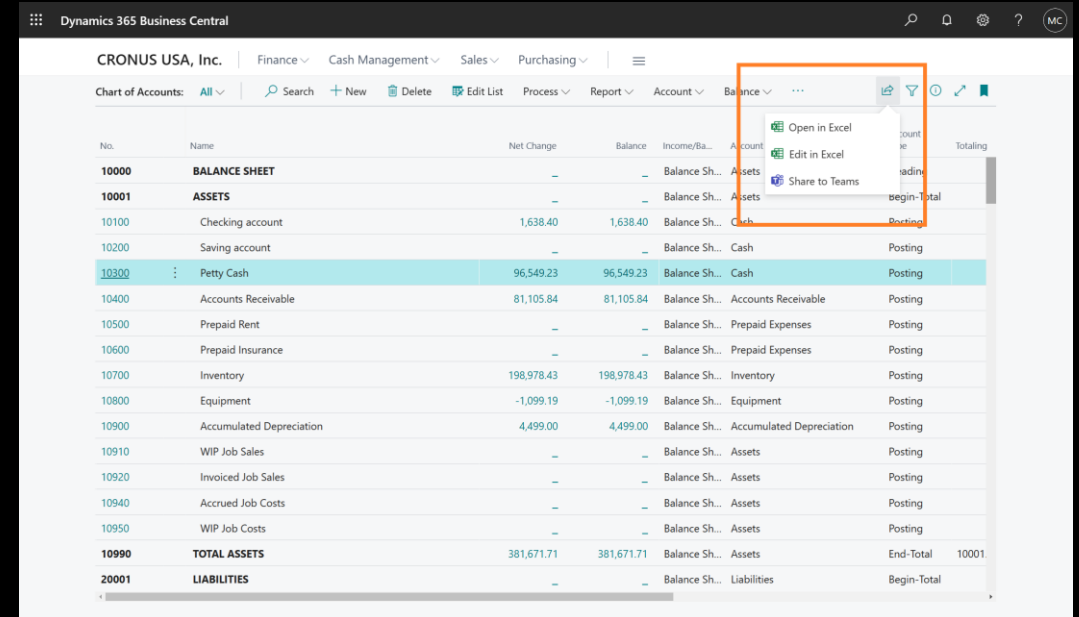 Dynamics 365 Business Central MC
CRONUS USA, Inc. Finance Cash Management Sales Purchasing
Chart of Accounts: All Search New Delete Edit List Process Report Account Balance ...
Open in Excel
Edit in Excel
Share to Teams
No. Name Net Change Balance Income/Ba... Account Totaling
10000 BALANCE SHEET _ _ Balance Sh... Assets
10001 ASSETS _ _ Balance Sh... Assets Begin-Total
10100 Checking account 1,638.40 1,638.40 Balance Sh... Cash Posting
10200 Saving account _ _ Balance Sh... Cash Posting
10300 Petty Cash 96,549.23 96,549.23 Balance Sh... Cash Posting
10400 Accounts Receivable 81,105.84 81,105.84 Balance Sh... Accounts Receivable Posting
10500 Prepaid Rent _ _ Balance Sh... Prepaid Expenses Posting
10600 Prepaid Insurance _ _ Balance Sh... Prepaid Expenses Posting
10700 Inventory 198,978.43 198,978.43 Balance Sh... Inventory Posting
10800 Equipment -1,099.19 -1,099.19 Balance Sh... Equipment Posting
10900 Accumulated Depreciation 4,499.00 4,499.00 Balance Sh... Accumulated Depreciation Posting
10910 WIP Job Sales _ _ Balance Sh... Assets Posting
10920 Invoiced Job Sales _ _ Balance Sh... Assets Posting
10940 Accrued Job Costs _ _ Balance Sh... Assets Posting
10950 WIP Job Costs _ _ Balance Sh... Assets Posting
10990 TOTAL ASSETS 381,671.71 381,671.71 Balance Sh... Assets End-Total 10001.
20001 LIABILITIES _ _ Balance Sh... Liabilities Begin-Total